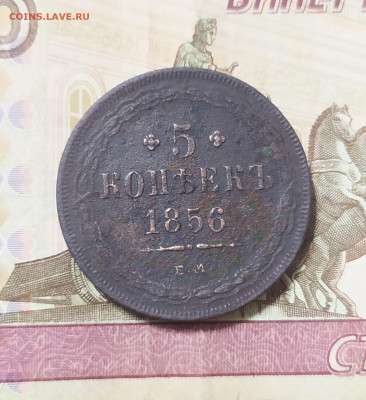 COINS.LAVE.RU
БИЛЕТ
5
КОПѢЕКЪ
1856
Е.М